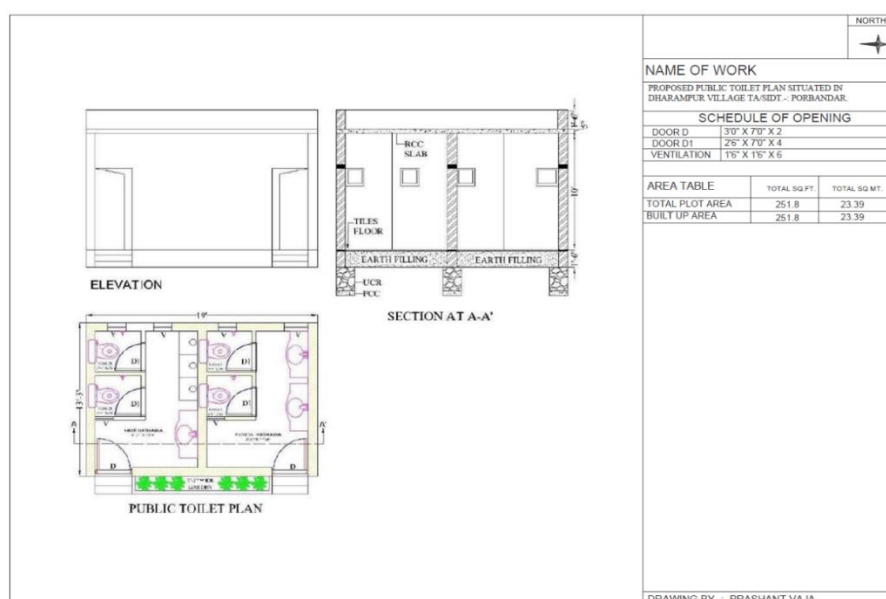 NORTH
NAME OF WORK
PROPOSED PUBLIC TOILET PLAN SITUATED IN
DHARAMPUR VILLAGE TA/SIDT.-: PORBANDAR.
SCHEDULE OF OPENING
DOOR D 3'0" X 7'0" X 2
DOOR D1 2'6" X 7'0" X 4
VENTILATION 1'6" X 1'6" X 6
AREA TABLE TOTAL SQ.FT. TOTAL SQ MT.
TOTAL PLOT AREA 251.8 23.39
BUILT UP AREA 251.8 23.39
RCC
SLAB
10'
TILES
FLOOR
EARTH FILLING EARTH FILLING
UCR
PCC
ELEVATION
SECTION AT A-A'
19'
V V V V
D1 D1
D1 D1
13'-3"
V V
A A'
D D
GARDEN
PUBLIC TOILET PLAN
DRAWING BY : PRASHANT VAJA